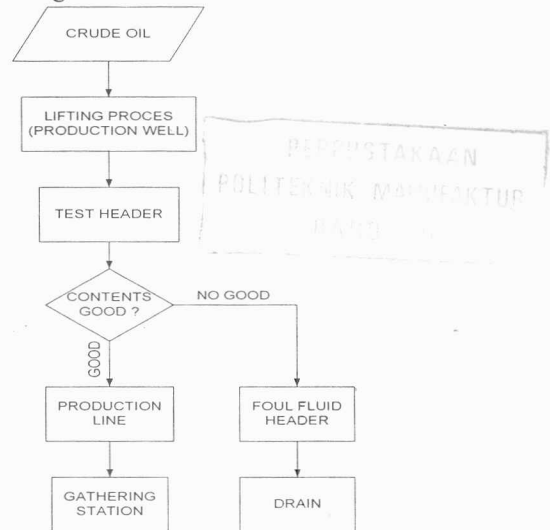 CRUDE OIL
LIFTING PROCES
(PRODUCTION WELL)
PERPUSTAKAAN
POLITEKNIK MANUFAKTUR
TEST HEADER
CONTENTS
GOOD ?
NO GOOD
GOOD
PRODUCTION
LINE
FOUL FLUID
HEADER
GATHERING
STATION
DRAIN